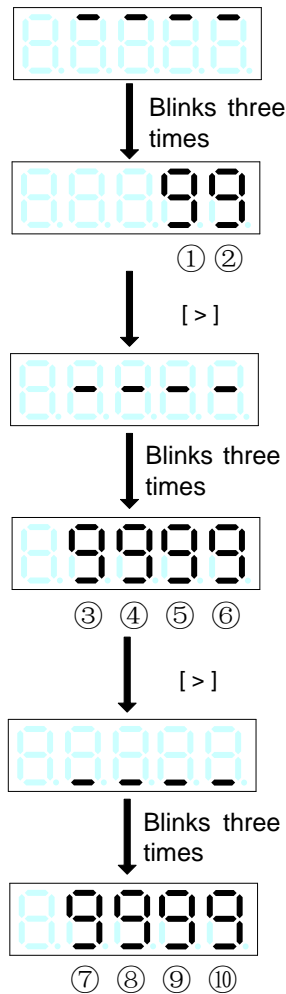 Blinks three
times
99
① ②
[ > ]
- - - -
Blinks three
times
9999
③ ④ ⑤ ⑥
[ > ]
Blinks three
times
9999
⑦ ⑧ ⑨ ⑩